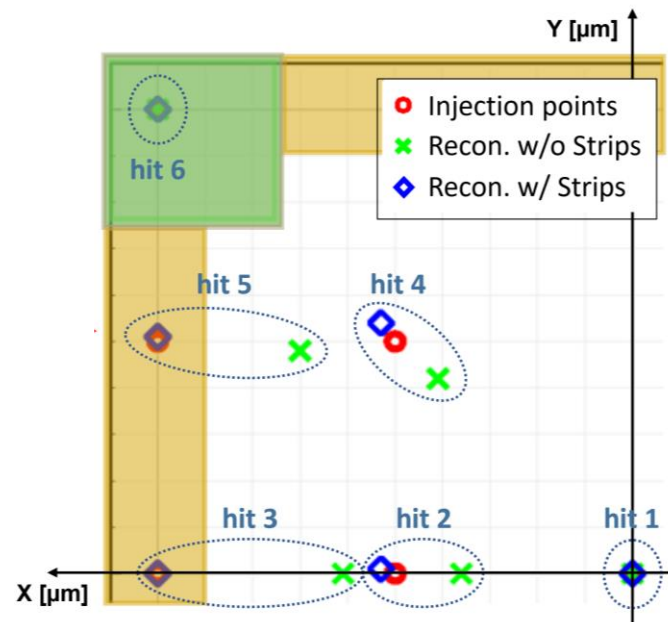 Y [µm]
Injection points
Recon. w/o Strips
Recon. w/ Strips
hit 6
hit 5
hit 4
hit 3
hit 2
hit 1
X [µm]